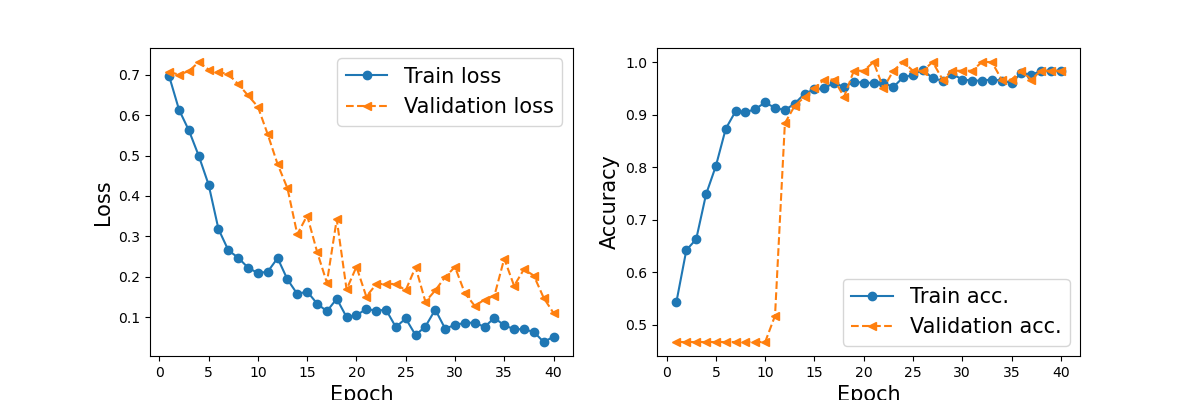 0.7
0.6
0.5
0.4
0.3
0.2
0.1
Loss
0 5 10 15 20 25 30 35 40
Epoch
Train loss
Validation loss
1.0
0.9
0.8
0.7
0.6
0.5
Accuracy
0 5 10 15 20 25 30 35 40
Epoch
Train acc.
Validation acc.